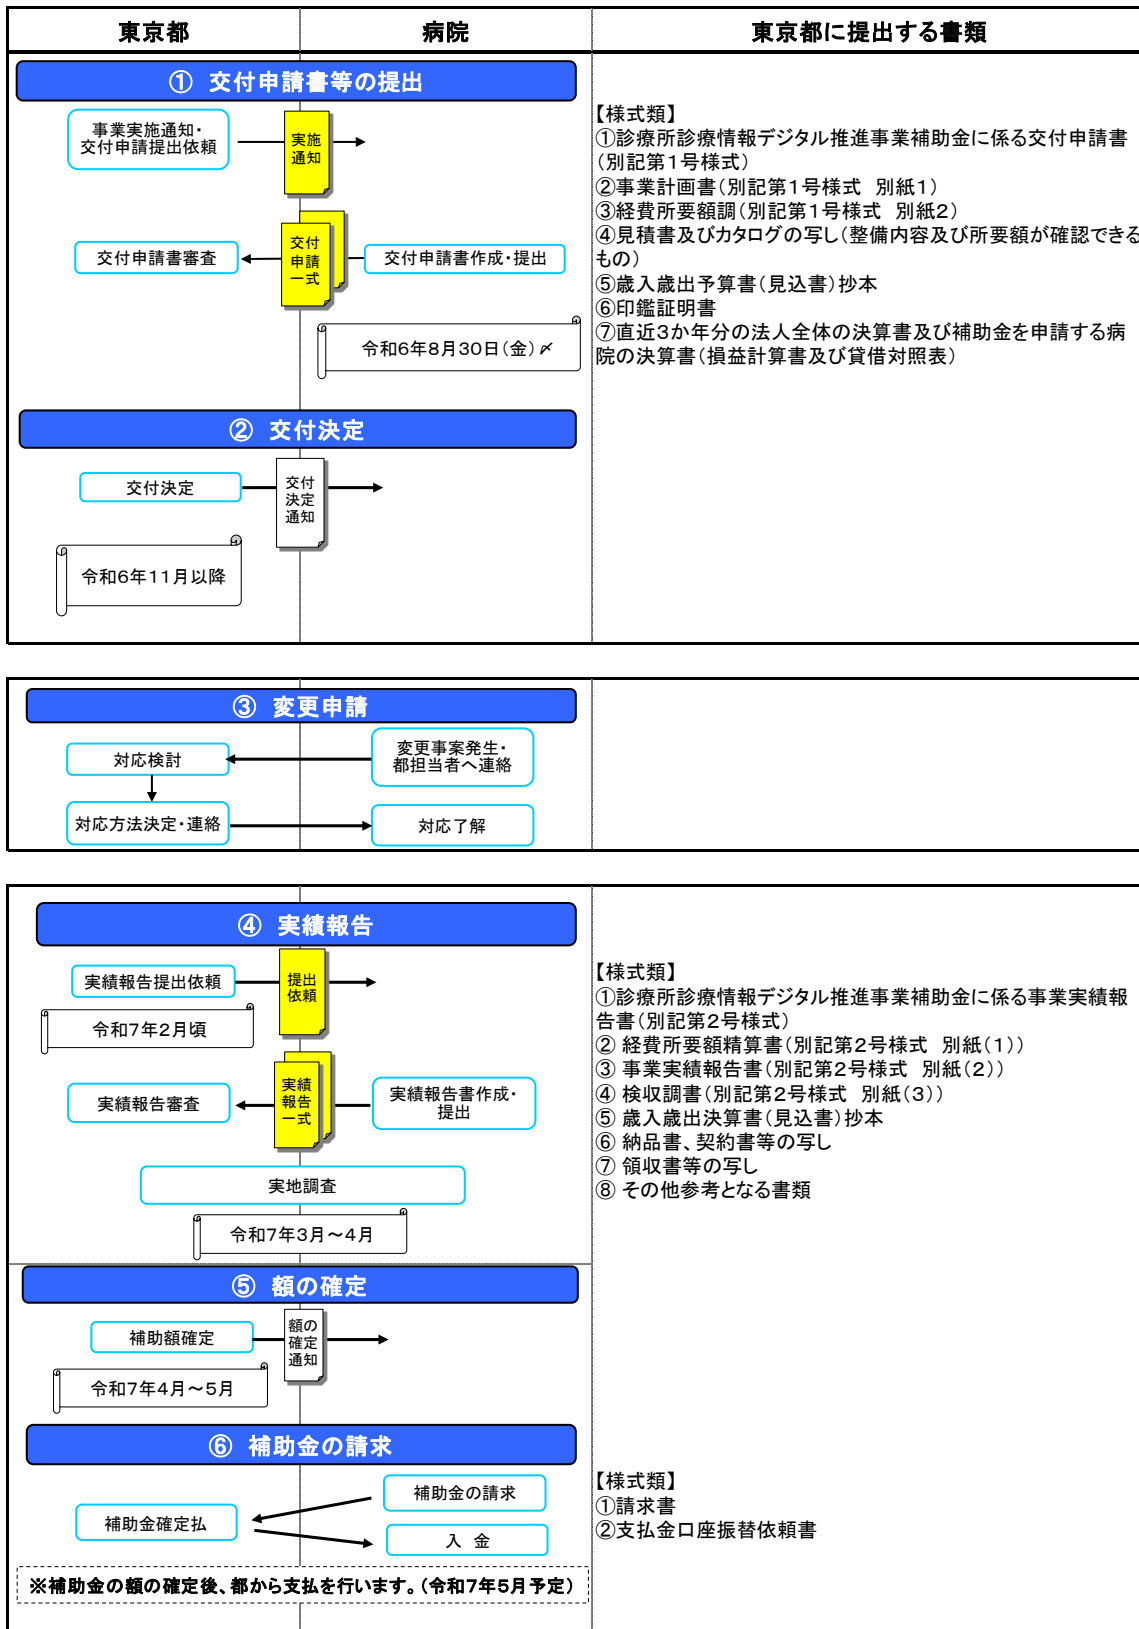 東京都
病院
東京都に提出する書類
① 交付申請書等の提出
事業実施通知・
交付申請提出依頼
実施
通知
交付申請書審査
交付
申請
一式
交付申請書作成・提出
令和6年8月30日(金)〆
【様式類】
①診療所診療情報デジタル推進事業補助金に係る交付申請書
(別記第1号様式)
②事業計画書(別記第1号様式　別紙1)
③経費所要額調(別記第1号様式　別紙2)
④見積書及びカタログの写し(整備内容及び所要額が確認できる
もの)
⑤歳入歳出予算書(見込書)抄本
⑥印鑑証明書
⑦直近3か年分の法人全体の決算書及び補助金を申請する病
院の決算書(損益計算書及び貸借対照表)
② 交付決定
交付決定
交付
決定
通知
令和6年11月以降
③ 変更申請
対応検討
変更事案発生・
都担当者へ連絡
対応方法決定・連絡
対応了解
④ 実績報告
実績報告提出依頼
提出
依頼
令和7年2月頃
実績報告審査
実績
報告
一式
実績報告書作成・
提出
実地調査
令和7年3月～4月
【様式類】
①診療所診療情報デジタル推進事業補助金に係る事業実績報
告書(別記第2号様式)
② 経費所要額精算書(別記第2号様式　別紙(1))
③ 事業実績報告書(別記第2号様式　別紙(2))
④ 検収調書(別記第2号様式　別紙(3))
⑤ 歳入歳出決算書(見込書)抄本
⑥ 納品書、契約書等の写し
⑦ 領収書等の写し
⑧ その他参考となる書類
⑤ 額の確定
補助額確定
額の
確定
通知
令和7年4月～5月
⑥ 補助金の請求
補助金の請求
補助金確定払
入 金
※補助金の額の確定後、都から支払を行います。(令和7年5月予定)
【様式類】
①請求書
②支払金口座振替依頼書